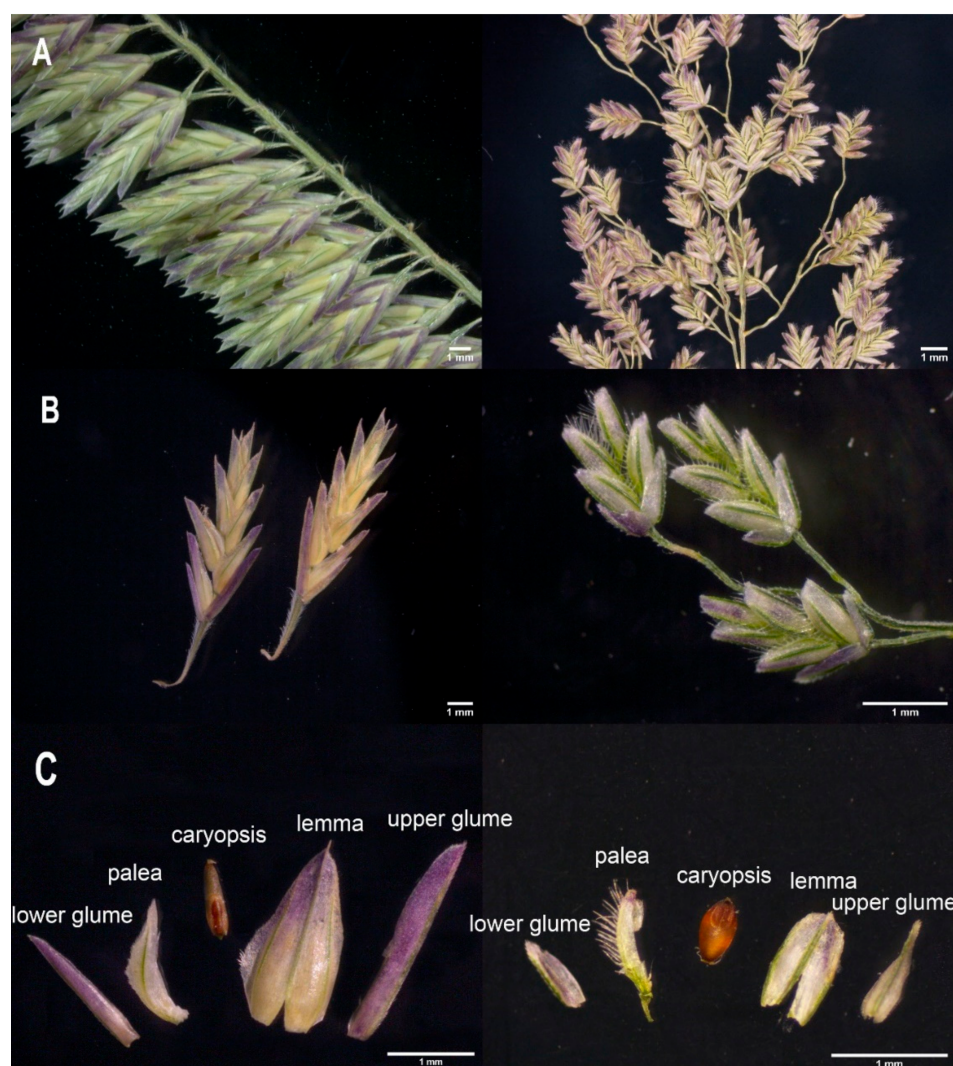 A
1 mm
1 mm
B
1 mm
1 mm
C
caryopsis
lemma
upper glume
palea
lower glume
1 mm
palea
caryopsis
lemma
upper glume
lower glume
1 mm